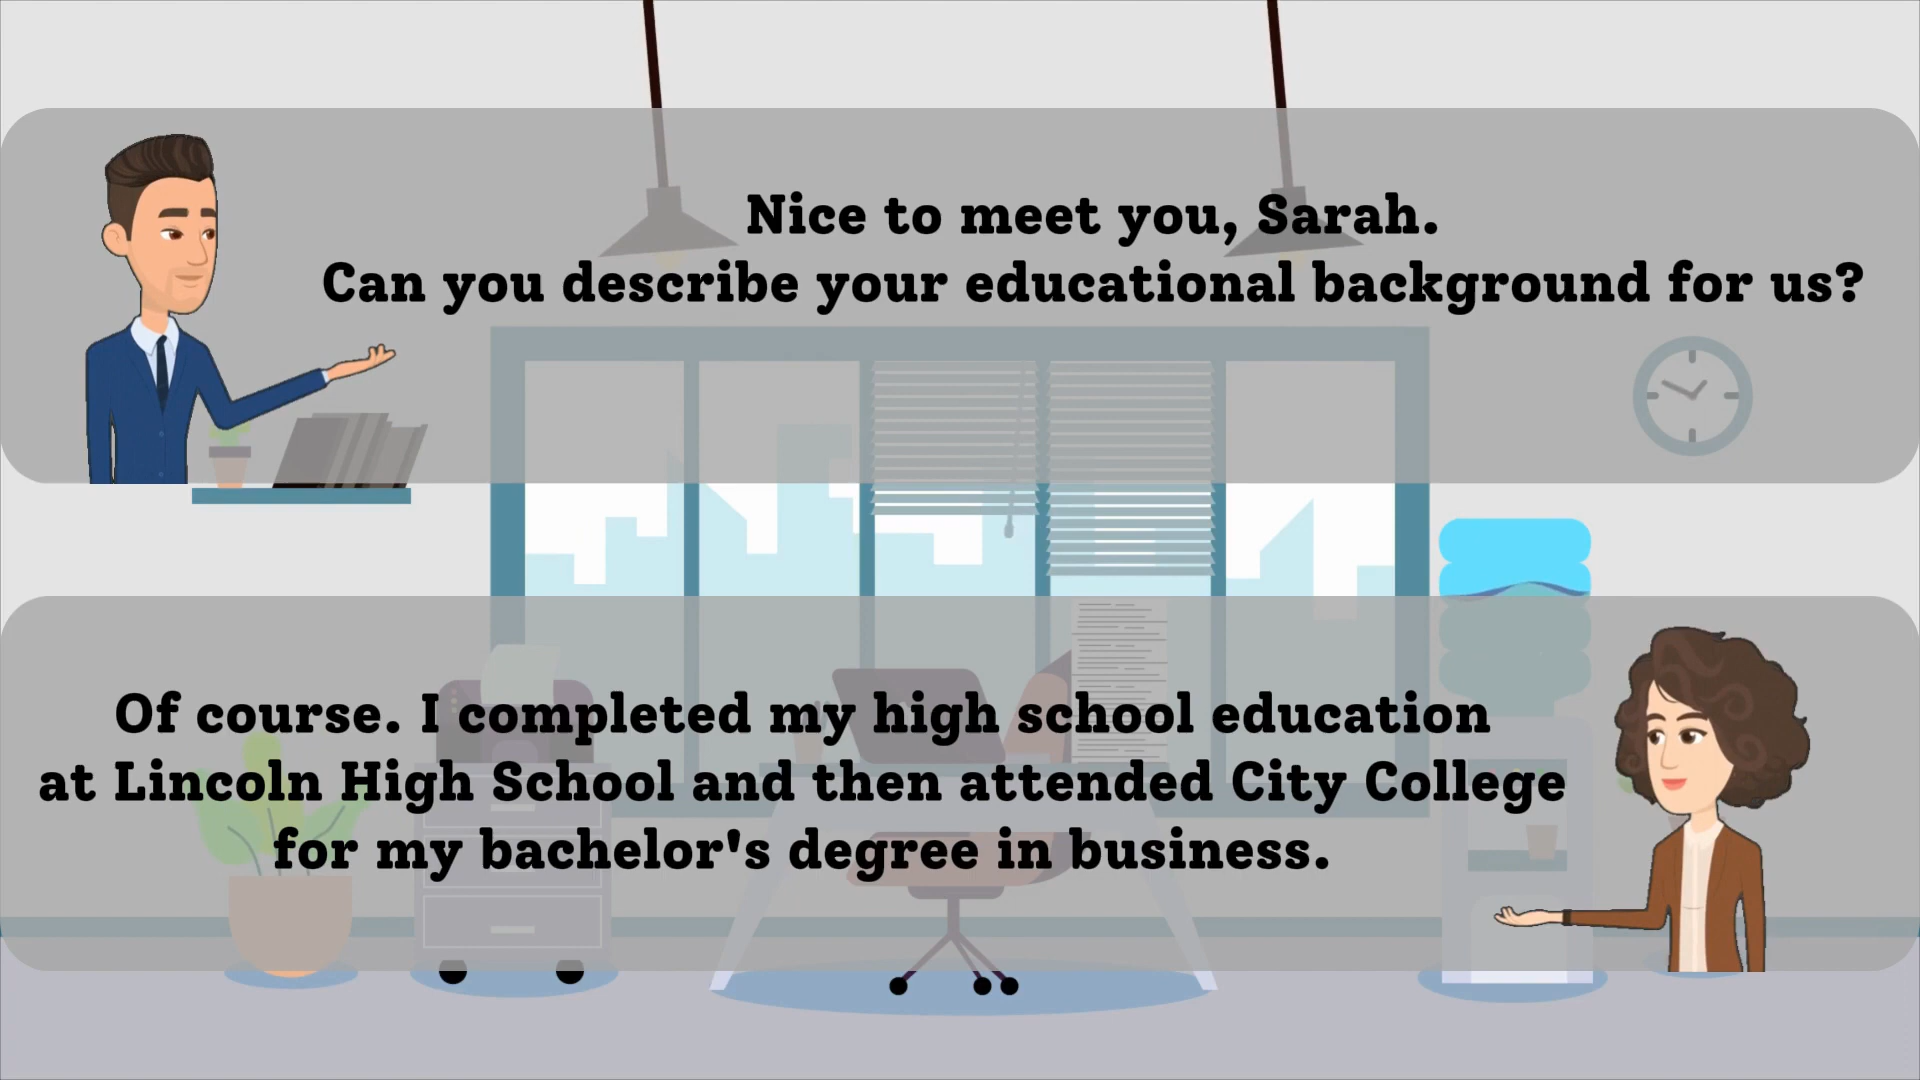 Nice to meet you, Sarah.
Can you describe your educational background for us?
Of course. I completed my high school education
at Lincoln High School and then attended City College
for my bachelor's degree in business.